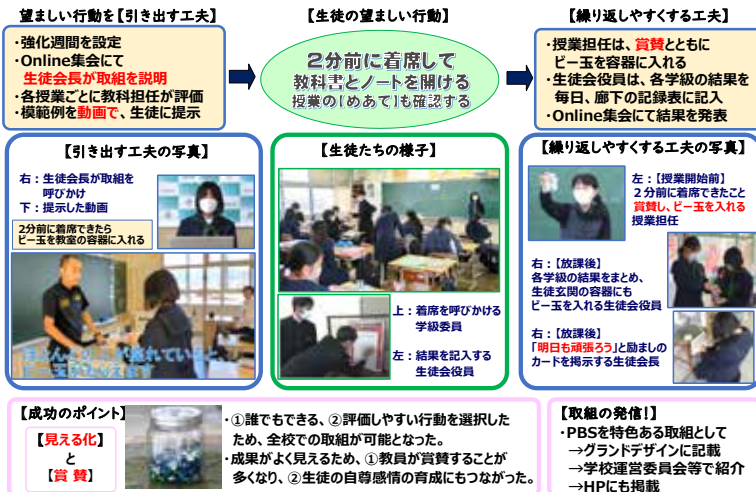 望ましい行動を【引き出す工夫】
・強化週間を設定
・Online集会にて
生徒会長が取組を説明
・各授業ごとに教科担任が評価
・模範例を動画で、生徒に提示
【生徒の望ましい行動】
2分前に着席して
教科書とノートを開ける
授業の【めあて】も確認する
【繰り返しやすくする工夫】
・授業担任は、賞賛とともに
ビー玉を容器に入れる
・生徒会役員は、各学級の結果を
毎日、廊下の記録表に記入
・Online集会にて結果を発表
【引き出す工夫の写真】
右：生徒会長が取組を
呼びかけ
下：提示した動画
2分前に着席できたら
ビー玉を教室の容器に入れる
【生徒たちの様子】
上：着席を呼びかける
学級委員
左：結果を記入する
生徒会役員
【繰り返しやすくする工夫の写真】
左：【授業開始前】
２分前に着席できたこと
賞賛し、ビー玉を入れる
授業担任
右：【放課後】
各学級の結果をまとめ、
生徒玄関の容器にも
ビー玉を入れる生徒会役員
右：【放課後】
「明日も頑張ろう」と励ましの
カードを掲示する生徒会長
【成功のポイント】
【見える化】
と
【賞 賛】
・①誰でもできる、②評価しやすい行動を選択した
ため、全校での取組が可能となった。
・成果がよく見えるため、①教員が賞賛することが
多くなり、②生徒の自尊感情の育成にもつながった。
【取組の発信！】
・PBSを特色ある取組として
→グランドデザインに記載
→学校運営委員会等で紹介
→HPにも掲載